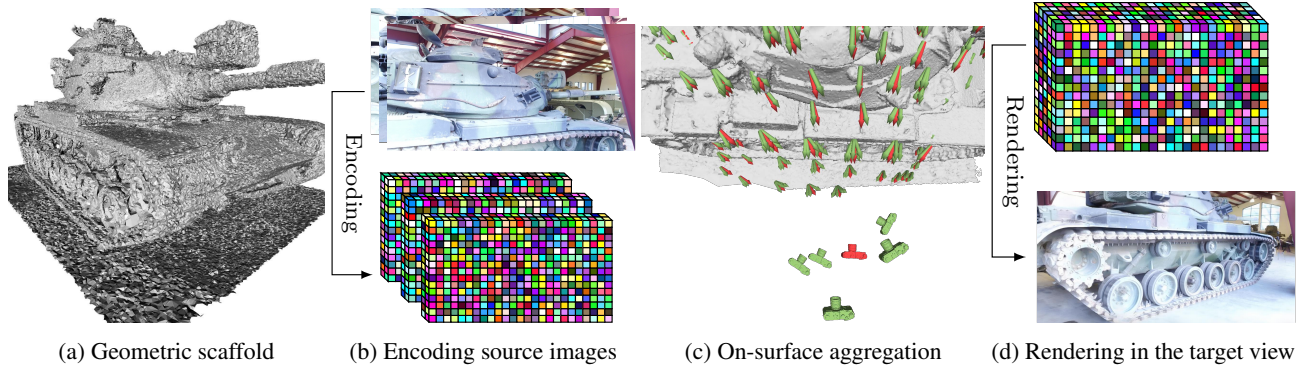 Encoding
Rendering
(a) Geometric scaffold
(b) Encoding source images
(c) On-surface aggregation
(d) Rendering in the target view